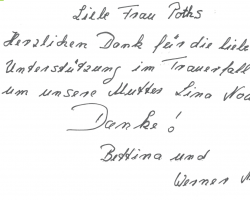 Liebe Frau Poths
Herzlichen Dank für die liebe
Unterstützung im Trauerfall
um unsere Mutter Lina
Danke!
Bettina und
Werner